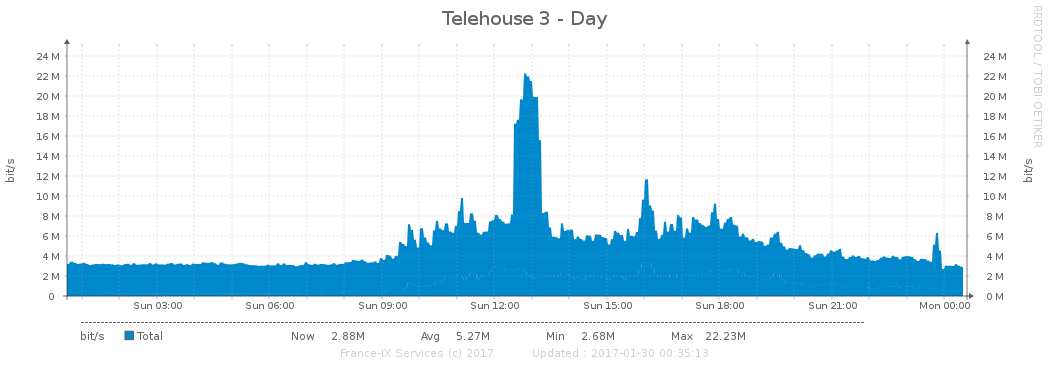 Telehouse 3 - Day
RRDTOOL / TOBI OETIKER
bit/s
24 M 24 M
22 M 22 M
20 M 20 M
18 M 18 M
16 M 16 M
14 M 14 M
12 M 12 M
10 M 10 M
8 M 8 M
6 M 6 M
4 M 4 M
2 M 2 M
0 0 M
bit/s
Sun 03:00 Sun 06:00 Sun 09:00 Sun 12:00 Sun 15:00 Sun 18:00 Sun 21:00 Mon 00:00
bit/s Total Now 2.88M Avg 5.27M Min 2.68M Max 22.23M
France-IX Services (c) 2017 Updated : 2017-01-30 00:35:13